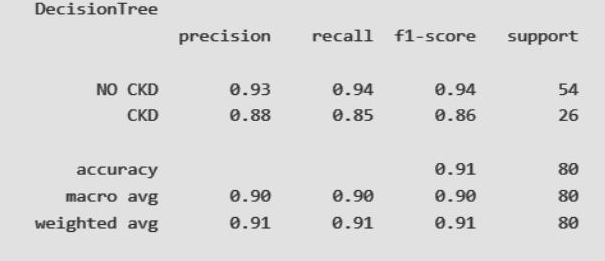 DecisionTree
precision recall f1-score support
NO CKD 0.93 0.94 0.94 54
CKD 0.88 0.85 0.86 26
accuracy 0.91 80
macro avg 0.90 0.90 0.90 80
weighted avg 0.91 0.91 0.91 80